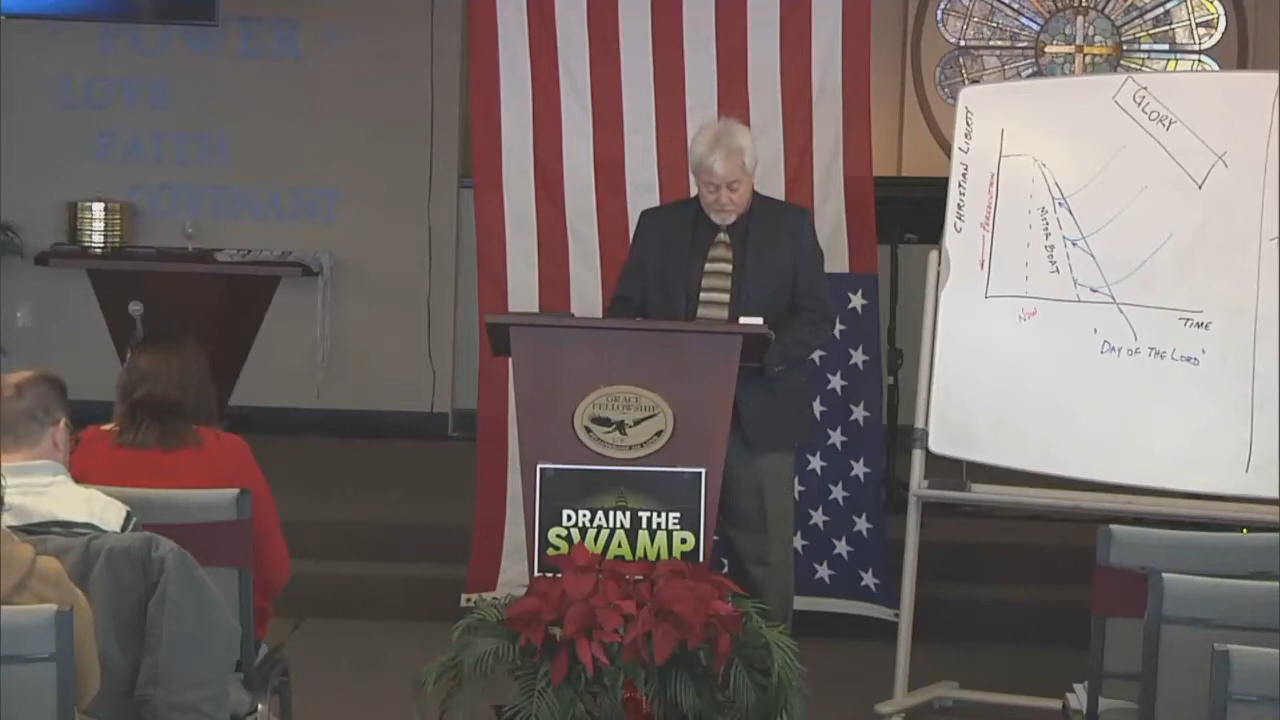 POWER
LOVE
FAITH
COVENANT
GRACE
FELLOWSHIP
DRAIN THE
SWAMP
CHRISTIAN LIBERTY
PERSECUTION
GLORY
MOTOR BOAT
NOW
TIME
"DAY OF THE LORD"